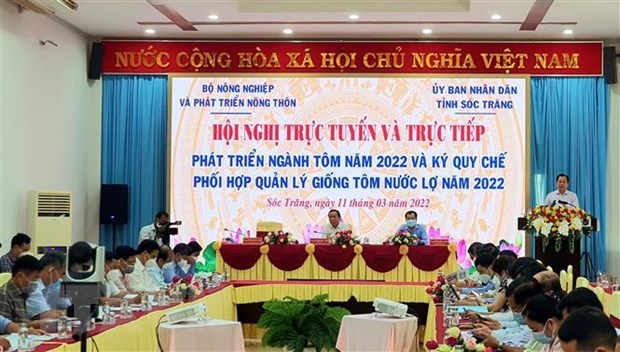 NƯỚC CỘNG HÒA XÃ HỘI CHỦ NGHĨA VIỆT NAM
BỘ NÔNG NGHIỆP
VÀ PHÁT TRIỂN NÔNG THÔN
ỦY BAN NHÂN DÂN
TỈNH SÓC TRĂNG
HỘI NGHỊ TRỰC TUYẾN VÀ TRỰC TIẾP
PHÁT TRIỂN NGÀNH TÔM NĂM 2022 VÀ KÝ QUY CHẾ
PHỐI HỢP QUẢN LÝ GIỐNG TÔM NƯỚC LỢ NĂM 2022
Sóc Trăng, ngày 11 tháng 03 năm 2022